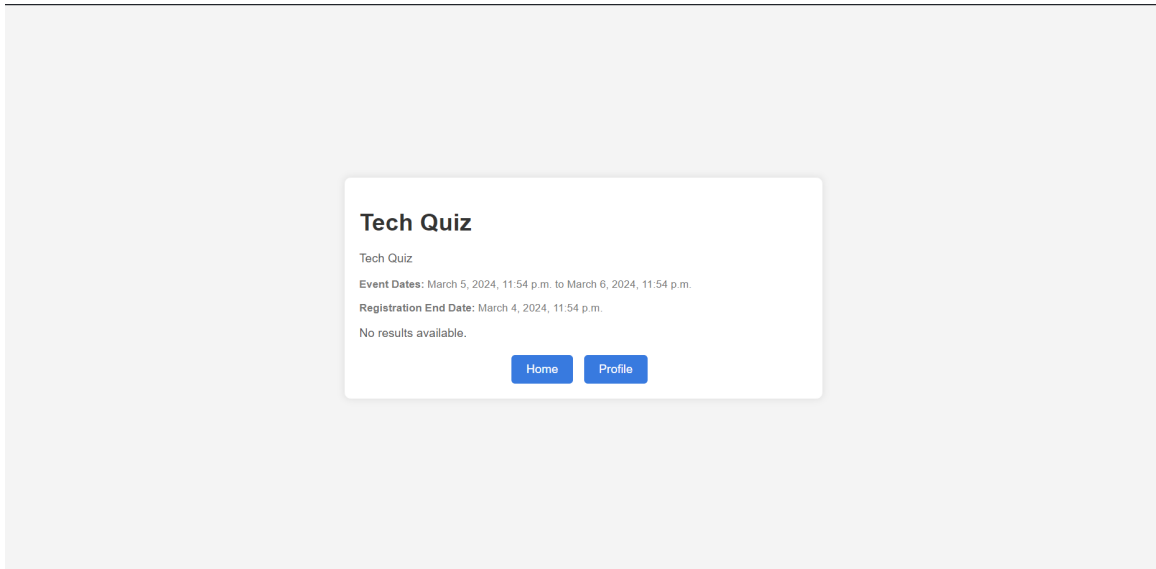 Tech Quiz
Tech Quiz
Event Dates: March 5, 2024, 11:54 p.m. to March 6, 2024, 11:54 p.m.
Registration End Date: March 4, 2024, 11:54 p.m.
No results available.
Home Profile